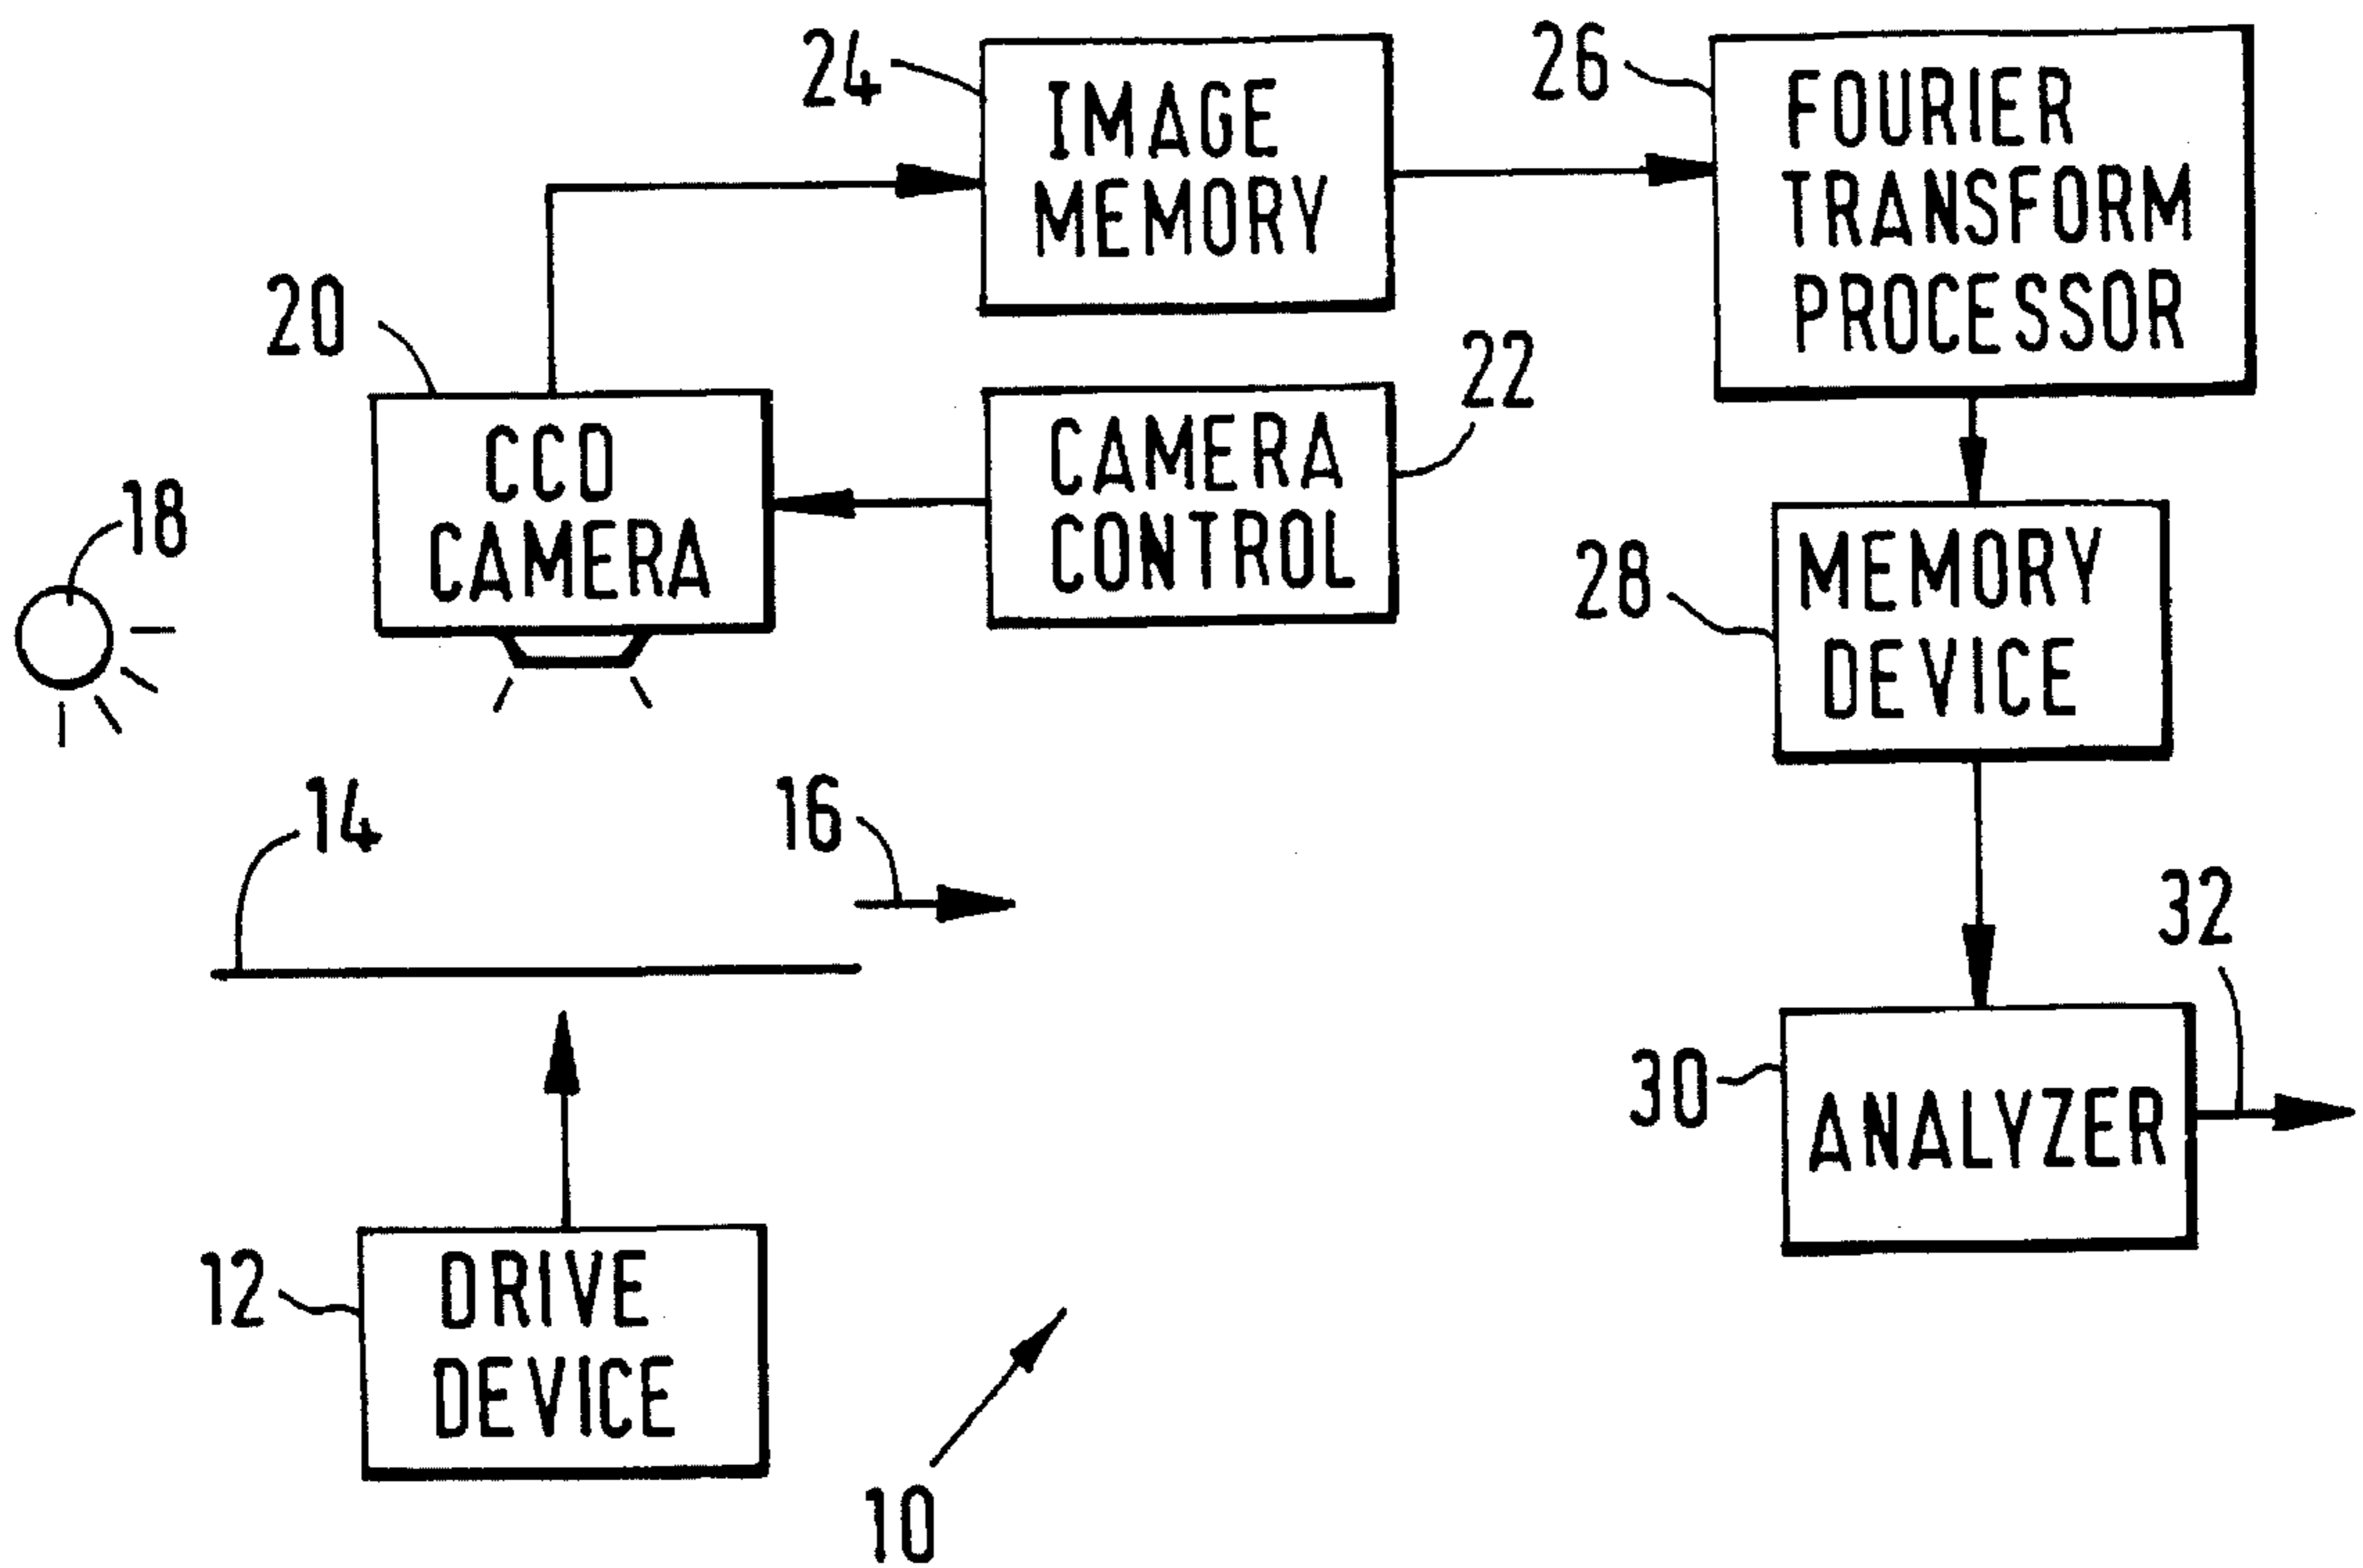 24
IMAGE
MEMORY
26
FOURIER
TRANSFORM
PROCESSOR
20
CCD
CAMERA
CAMERA
CONTROL
22
18
28
MEMORY
DEVICE
14
16
32
30
ANALYZER
12
DRIVE
DEVICE
10